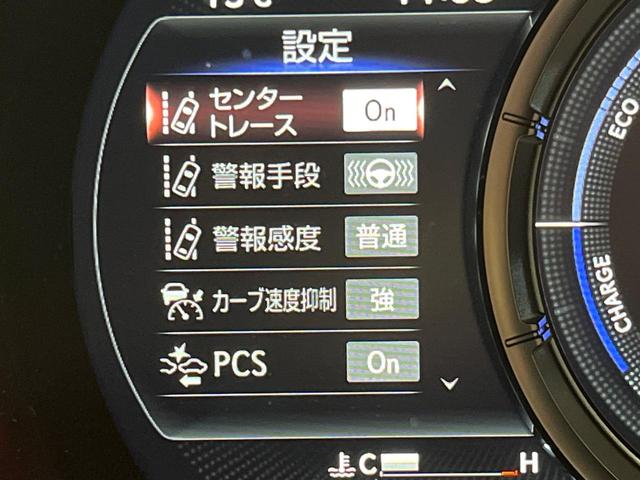 設定
センター
トレース
On
警報手段
警報感度
普通
カーブ速度抑制
強
PCS
On
ECO
CHARGE
C
H